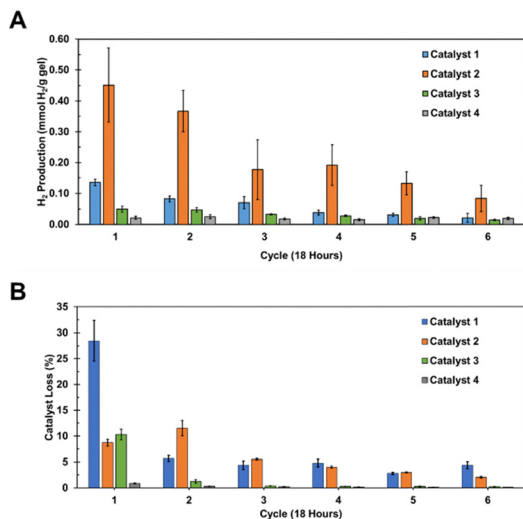 A
H₂ Production (mmol H₂/g gel)
0.60
0.50
0.40
0.30
0.20
0.10
0.00
Catalyst 1
Catalyst 2
Catalyst 3
Catalyst 4
1 2 3 4 5 6
Cycle (18 Hours)
B
Catalyst Loss (%)
35
30
25
20
15
10
5
0
Catalyst 1
Catalyst 2
Catalyst 3
Catalyst 4
1 2 3 4 5 6
Cycle (18 Hours)